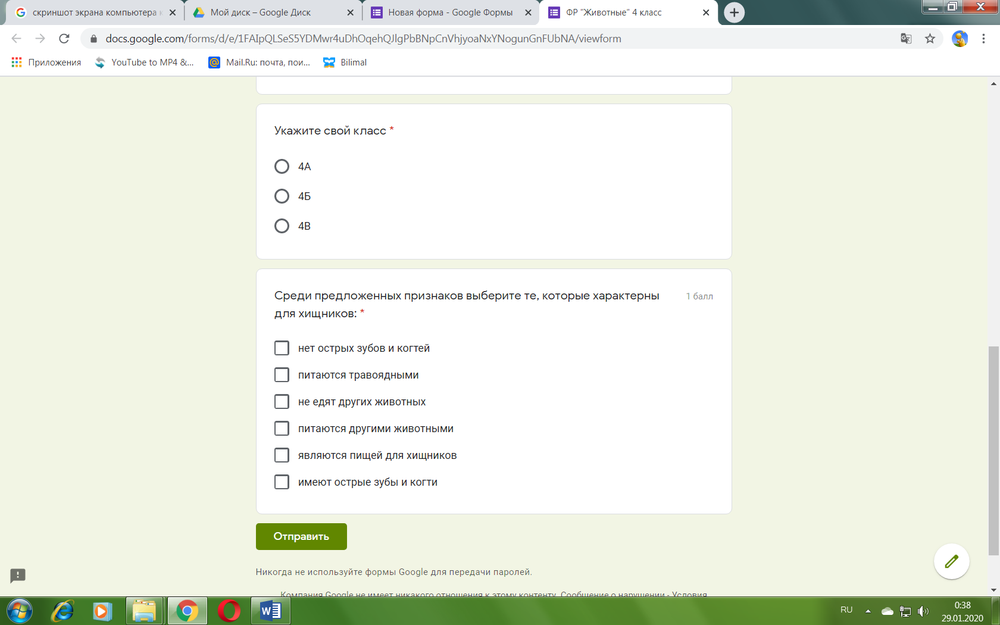 скриншот экрана компьютера к
Мой диск – Google Диск
Новая форма - Google Формы
ФР "Животные" 4 класс
docs.google.com/forms/d/e/1FAIpQLSeS5YDMwr4uDhOqehQJlgPbBNpCnVhjyoaNxYNogunGnFUbNA/viewform
Приложения
YouTube to MP4 &...
Mail.Ru: почта, пои...
Bilimal
Укажите свой класс *
4А
4Б
4В
Среди предложенных признаков выберите те, которые характерны
для хищников: *
1 балл
нет острых зубов и когтей
питаются травоядными
не едят других животных
питаются другими животными
являются пищей для хищников
имеют острые зубы и когти
Отправить
Никогда не используйте формы Google для передачи паролей.
Компания Google не имеет никакого отношения к этому контенту. Сообщение о нарушении - Условия
RU
0:38
29.01.2020